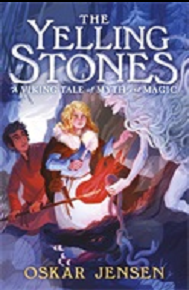 THE
YELLING
STONES
A VIKING TALE of MYTH and MAGIC
OSKAR JENSEN